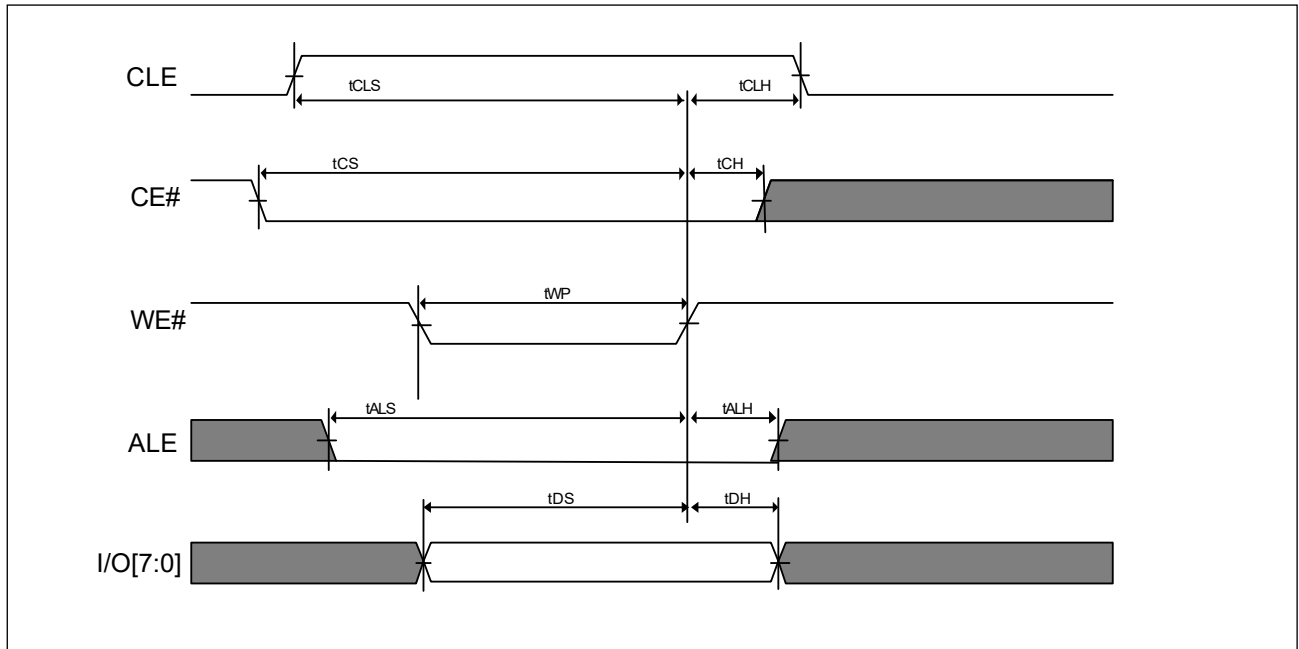 CLE
tCLS
tCLH
CE#
tCS
tCH
WE#
tWP
ALE
tALS
tALH
I/O[7:0]
tDS
tDH